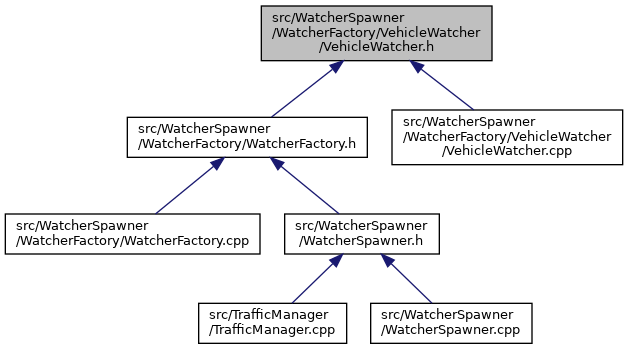 src/WatcherSpawner
/WatcherFactory/VehicleWatcher
/VehicleWatcher.h
src/WatcherSpawner
/WatcherFactory/WatcherFactory.h
src/WatcherSpawner
/WatcherFactory/VehicleWatcher
/VehicleWatcher.cpp
src/WatcherSpawner
/WatcherFactory/WatcherFactory.cpp
src/WatcherSpawner
/WatcherSpawner.h
src/TrafficManager
/TrafficManager.cpp
src/WatcherSpawner
/WatcherSpawner.cpp